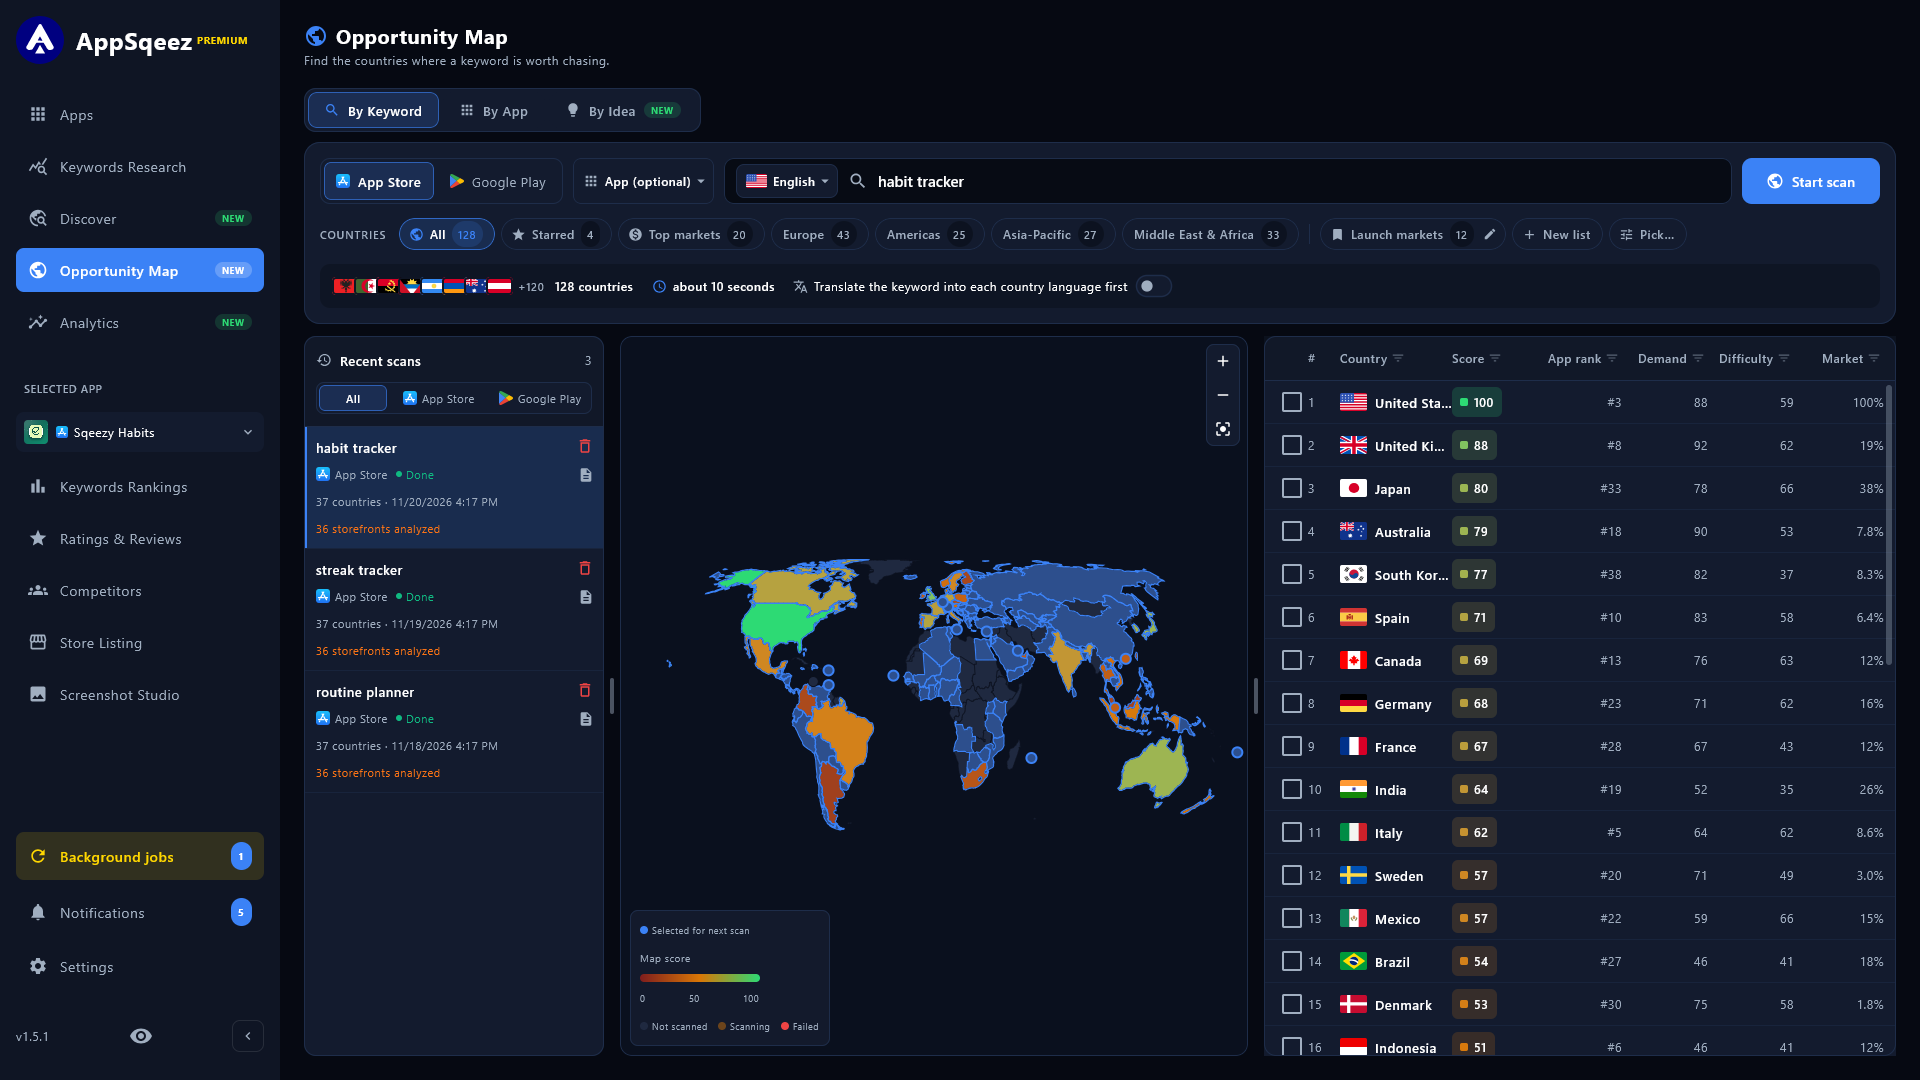 AppSqeez PREMIUM
Apps
Keywords Research
Discover NEW
Opportunity Map NEW
Analytics NEW
SELECTED APP
Sqeezy Habits
Keywords Rankings
Ratings & Reviews
Competitors
Store Listing
Screenshot Studio
Background jobs 1
Notifications 5
Settings
v1.5.1
Opportunity Map
Find the countries where a keyword is worth chasing.
By Keyword By App By Idea NEW
App Store Google Play App (optional) English habit tracker Start scan
COUNTRIES All 128 Starred 4 Top markets 20 Europe 43 Americas 25 Asia-Pacific 27 Middle East & Africa 33 Launch markets 12 New list Pick...
+120 128 countries about 10 seconds Translate the keyword into each country language first
Recent scans 3
All App Store Google Play
habit tracker
App Store Done
37 countries · 11/20/2026 4:17 PM
36 storefronts analyzed
streak tracker
App Store Done
37 countries · 11/19/2026 4:17 PM
36 storefronts analyzed
routine planner
App Store Done
37 countries · 11/18/2026 4:17 PM
36 storefronts analyzed
Selected for next scan
Map score
0 50 100
Not scanned Scanning Failed
# Country Score App rank Demand Difficulty Market
1 United Sta... 100 #3 88 59 100%
2 United Ki... 88 #8 92 62 19%
3 Japan 80 #33 78 66 38%
4 Australia 79 #18 90 53 7.8%
5 South Kor... 77 #38 82 37 8.3%
6 Spain 71 #10 83 58 6.4%
7 Canada 69 #13 76 63 12%
8 Germany 68 #23 71 62 16%
9 France 67 #28 67 43 12%
10 India 64 #19 52 35 26%
11 Italy 62 #5 64 62 8.6%
12 Sweden 57 #20 71 49 3.0%
13 Mexico 57 #22 59 66 15%
14 Brazil 54 #27 46 41 18%
15 Denmark 53 #30 75 58 1.8%
16 Indonesia 51 #6 46 41 12%